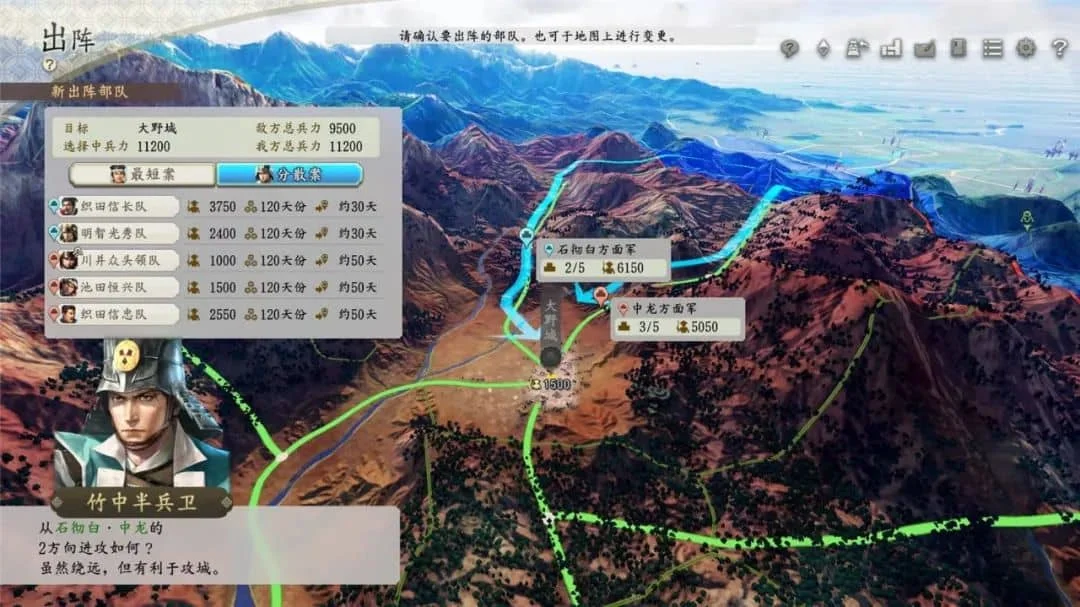 出阵
请确认要出阵的部队。也可于地图上进行变更。
新出阵部队
目标 大野城 敌方总兵力 9500
选择中兵力 11200 我方总兵力 11200
最短案 分散案
织田信长队 3750 120天份 约30天
明智光秀队 2400 120天份 约30天
川并众头领队 1000 120天份 约50天
池田恒兴队 1500 120天份 约50天
织田信忠队 2550 120天份 约50天
石彻白方面军
2/5 6150
中龙方面军
3/5 5050
大野城
1500
竹中半兵卫
从石彻白·中龙的
2方向进攻如何？
虽然绕远，但有利于攻城。